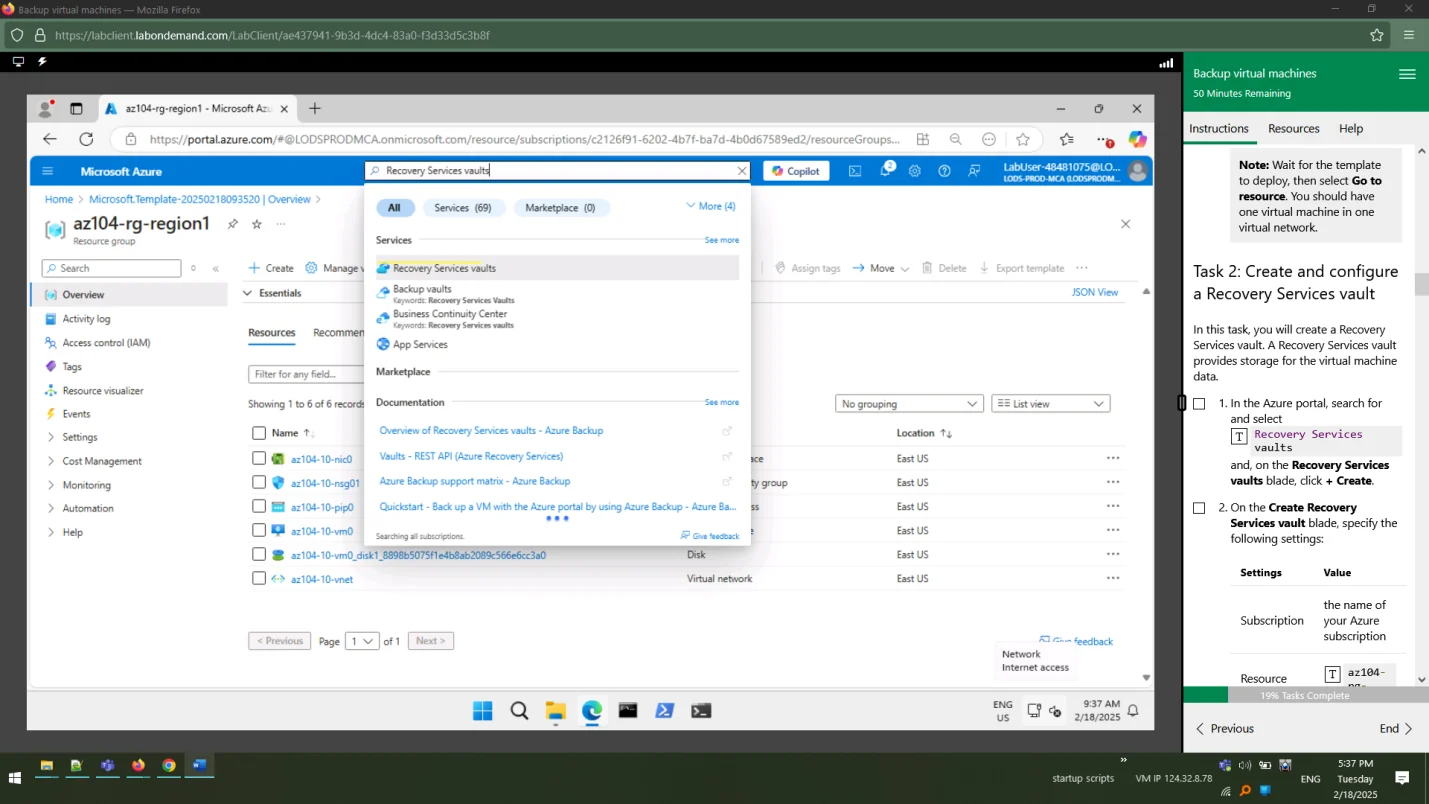 Backup virtual machines — Mozilla Firefox
https://labclient.labondemand.com/LabClient/ae437941-9b3d-4dc4-83a0-f3d33d5c3b8f
az104-rg-region1 - Microsoft Azu
https://portal.azure.com/#@LODSPRODMCA.onmicrosoft.com/resource/subscriptions/c2126f91-6202-4b7f-ba7d-4b0d67589ed2/resourceGroups...
Microsoft Azure
Recovery Services vaults
Copilot
2
LabUser-48481075@LO...
LODS-PROD-MCA (LODSPRODM...
Home > Microsoft.Template-20250218093520 | Overview >
az104-rg-region1
Resource group
Search
Overview
Activity log
Access control (IAM)
Tags
Resource visualizer
Events
Settings
Cost Management
Monitoring
Automation
Help
Create
Manage v
Assign tags
Move
Delete
Export template
Essentials
JSON View
Resources
Recommen
Filter for any field...
Showing 1 to 6 of 6 records
No grouping
List view
Name
Location
az104-10-nic0
ace
East US
az104-10-nsg01
ty group
East US
az104-10-pip0
ss
East US
az104-10-vm0
e
East US
az104-10-vm0_disk1_8898b5075f1e4b8ab2089c566e6cc3a0
Disk
East US
az104-10-vnet
Virtual network
East US
< Previous
Page
1
of 1
Next >
Give feedback
Network
Internet access
All
Services (69)
Marketplace (0)
More (4)
Services
See more
Recovery Services vaults
Backup vaults
Keywords: Recovery Services Vaults
Business Continuity Center
Keywords: Recovery Services vaults
App Services
Marketplace
Documentation
See more
Overview of Recovery Services vaults - Azure Backup
Vaults - REST API (Azure Recovery Services)
Azure Backup support matrix - Azure Backup
Quickstart - Back up a VM with the Azure portal by using Azure Backup - Azure Ba...
Searching all subscriptions.
Give feedback
ENG
US
9:37 AM
2/18/2025
Backup virtual machines
50 Minutes Remaining
Instructions
Resources
Help
Note: Wait for the template
to deploy, then select Go to
resource. You should have
one virtual machine in one
virtual network.
Task 2: Create and configure
a Recovery Services vault
In this task, you will create a Recovery
Services vault. A Recovery Services vault
provides storage for the virtual machine
data.
1. In the Azure portal, search for
and select
T Recovery Services
vaults
and, on the Recovery Services
vaults blade, click + Create.
2. On the Create Recovery
Services vault blade, specify the
following settings:
Settings
Value
Subscription
the name of
your Azure
subscription
Resource
T az104-
rg-
19% Tasks Complete
Previous
End
startup scripts
VM IP 124.32.8.78
ENG
5:37 PM
Tuesday
2/18/2025